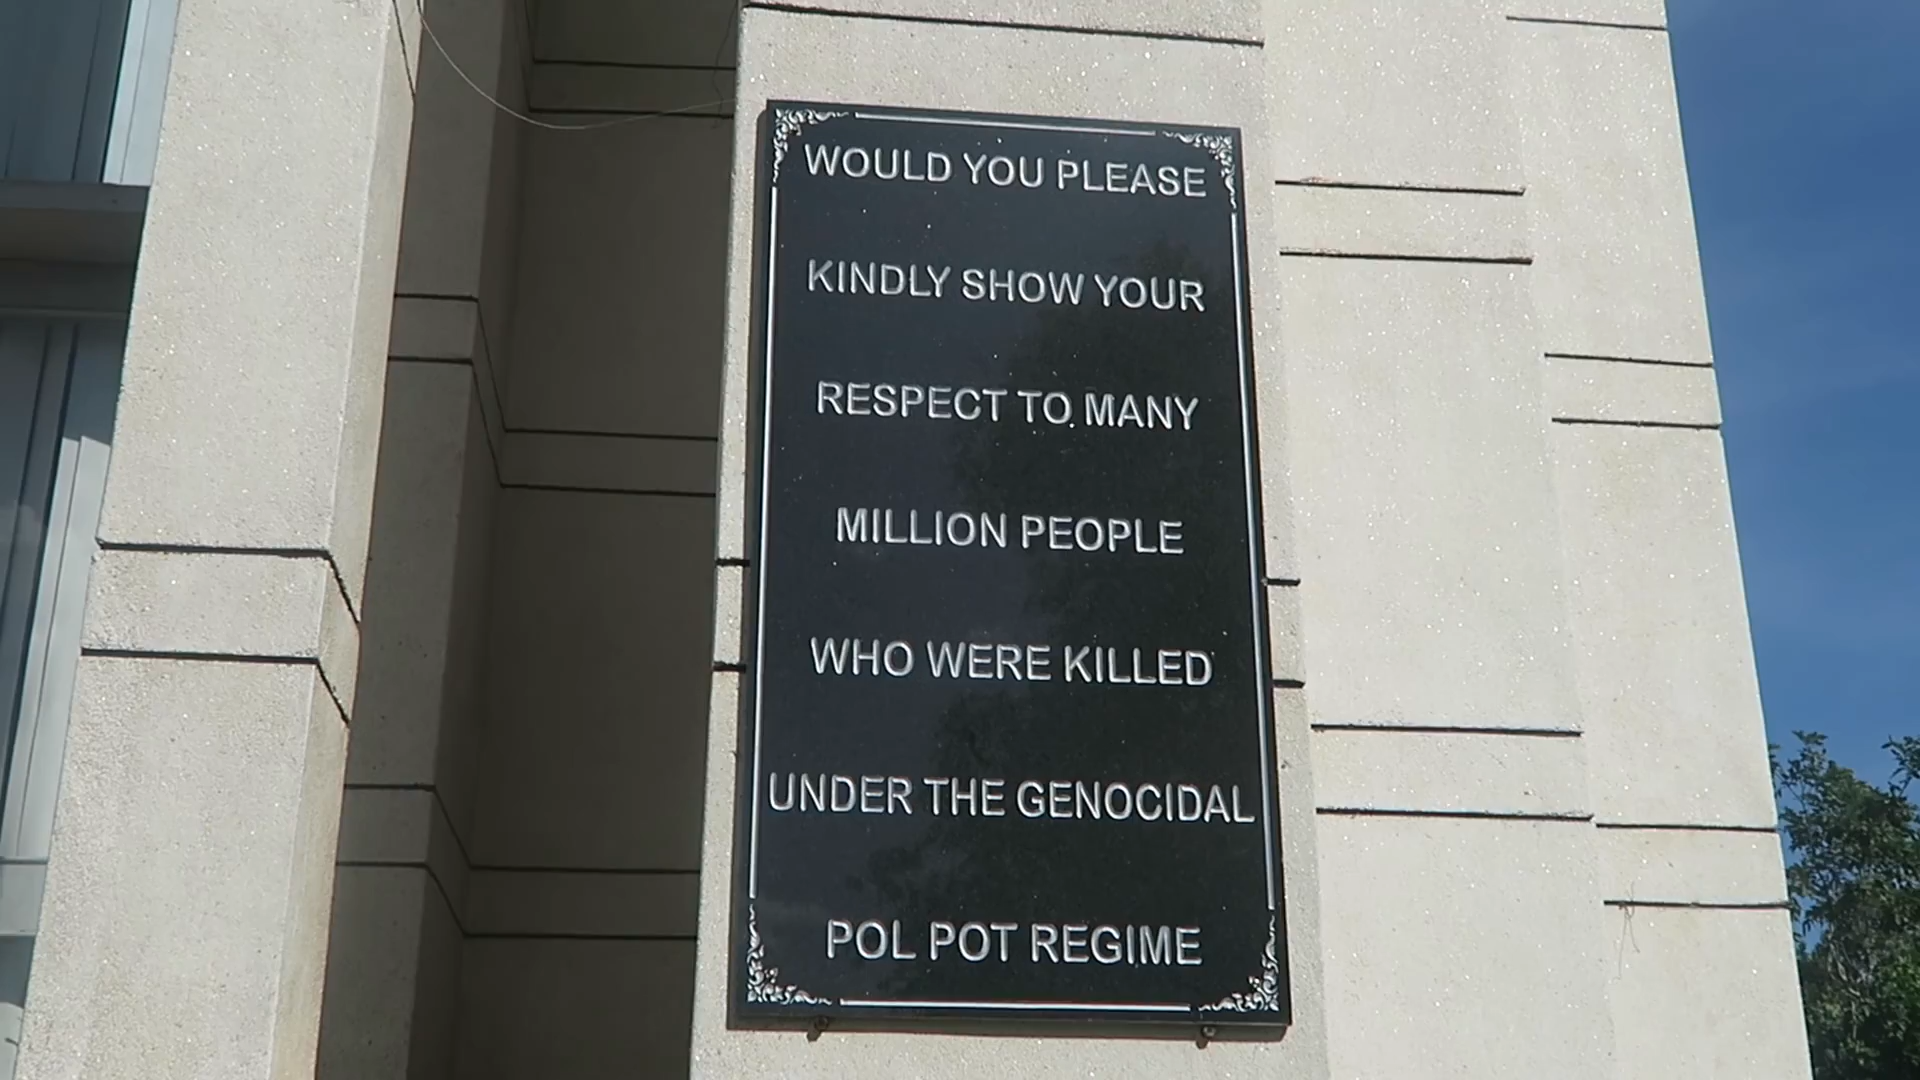 WOULD YOU PLEASE
KINDLY SHOW YOUR
RESPECT TO MANY
MILLION PEOPLE
WHO WERE KILLED
UNDER THE GENOCIDAL
POL POT REGIME